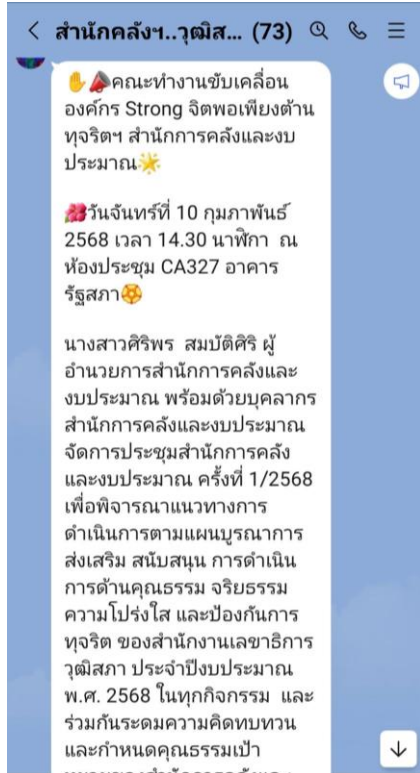 สำนักคลังฯ..วุฒิส... (73)
✋📣คณะทำงานขับเคลื่อน
องค์กร Strong จิตพอเพียงต้าน
ทุจริตฯ สำนักการคลังและงบ
ประมาณ🌟
🌺วันจันทร์ที่ 10 กุมภาพันธ์
2568 เวลา 14.30 นาฬิกา ณ
ห้องประชุม CA327 อาคาร
รัฐสภา🏵️
นางสาวศิริพร สมบัติศิริ ผู้
อำนวยการสำนักการคลังและ
งบประมาณ พร้อมด้วยบุคลากร
สำนักการคลังและงบประมาณ
จัดการประชุมสำนักการคลัง
และงบประมาณ ครั้งที่ 1/2568
เพื่อพิจารณาแนวทางการ
ดำเนินการตามแผนบูรณาการ
ส่งเสริม สนับสนุน การดำเนิน
การด้านคุณธรรม จริยธรรม
ความโปร่งใส และป้องกันการ
ทุจริต ของสำนักงานเลขาธิการ
วุฒิสภา ประจำปีงบประมาณ
พ.ศ. 2568 ในทุกกิจกรรม และ
ร่วมกันระดมความคิดทบทวน
และกำหนดคุณธรรมเป้า